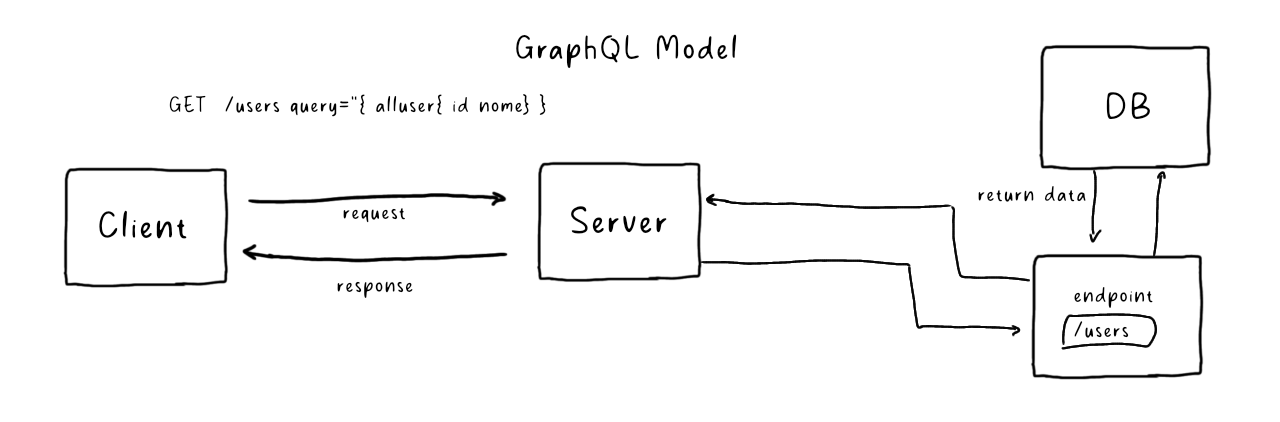 GraphQL Model
GET /users query="{ alluser{ id nome} }
DB
return data
Client
request
response
Server
endpoint
/users